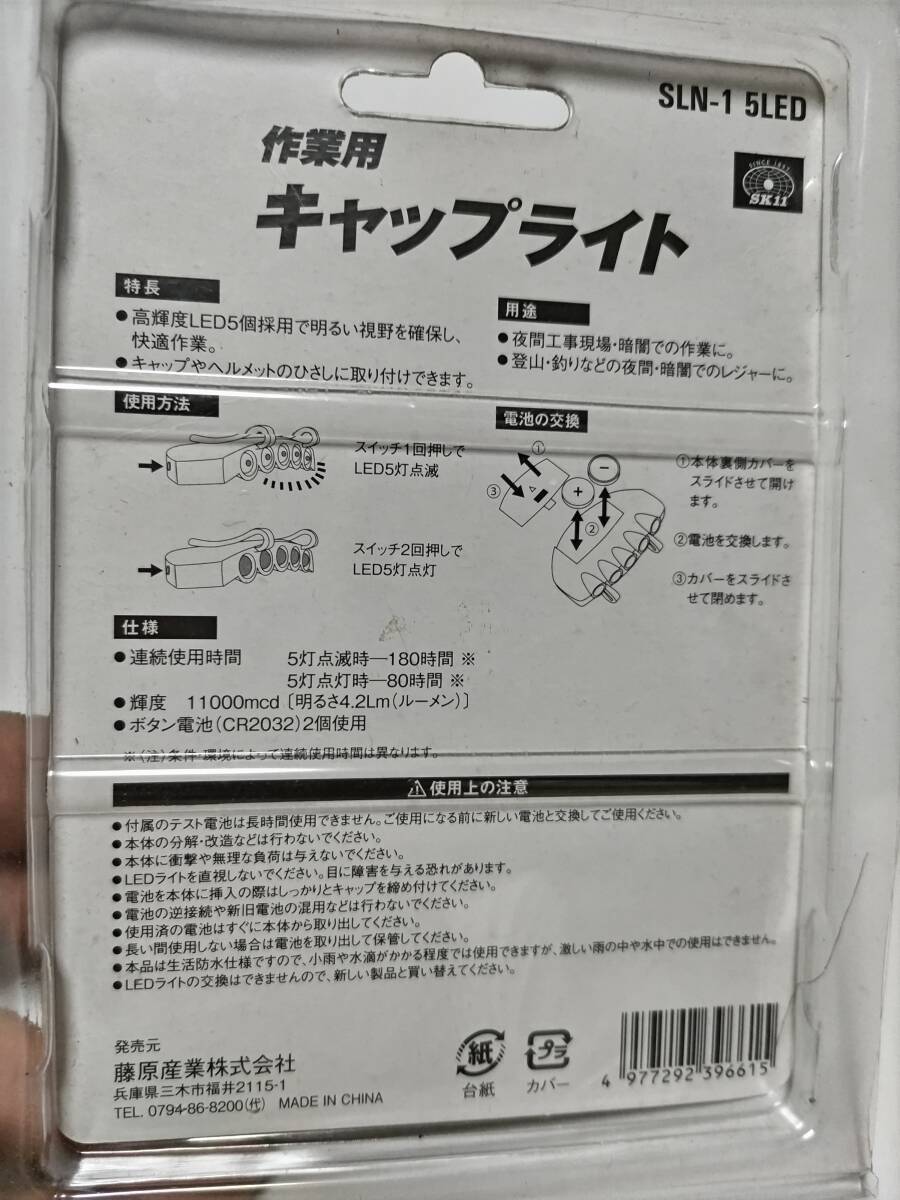 SLN-1 5LED
作業用
キャップライト
SINCE 1897
SK11
特長
●高輝度LED5個採用で明るい視野を確保し、
快適作業。
●キャップやヘルメットのひさしに取り付けできます。
用途
●夜間工事現場・暗闇での作業に。
●登山・釣りなどの夜間・暗闇でのレジャーに。
使用方法
スイッチ1回押しで
LED5灯点滅
スイッチ2回押しで
LED5灯点灯
電池の交換
①
③
②
+
−
①本体裏側カバーを
スライドさせて開け
ます。
②電池を交換します。
③カバーをスライドさ
せて閉めます。
仕様
●連続使用時間 5灯点滅時―180時間 ※
5灯点灯時―80時間 ※
●輝度 11000mcd〔明るさ4.2Lm(ルーメン)〕
●ボタン電池(CR2032)2個使用
※〈注〉条件・環境によって連続使用時間は異なります。
⚠使用上の注意
●付属のテスト電池は長時間使用できません。ご使用になる前に新しい電池と交換してご使用ください。
●本体の分解・改造などは行わないでください。
●本体に衝撃や無理な負荷は与えないでください。
●LEDライトを直視しないでください。目に障害を与える恐れがあります。
●電池を本体に挿入の際はしっかりとキャップを締め付けてください。
●電池の逆接続や新旧電池の混用などは行わないでください。
●使用済の電池はすぐに本体から取り出してください。
●長い間使用しない場合は電池を取り出して保管してください。
●本品は生活防水仕様ですので、小雨や水滴がかかる程度では使用できますが、激しい雨の中や水中での使用はできません。
●LEDライトの交換はできませんので、新しい製品と買い替えてください。
発売元
藤原産業株式会社
兵庫県三木市福井2115-1
TEL. 0794-86-8200(代) MADE IN CHINA
紙
台紙
プラ
カバー
4 977292 396615